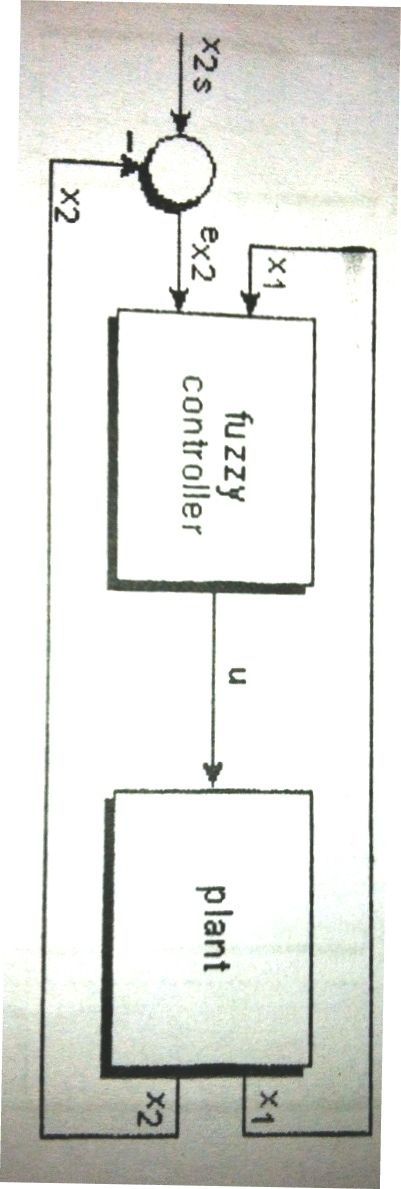 x1
x2s
ex2
-
x2
fuzzy
controller
u
plant
x1
x2